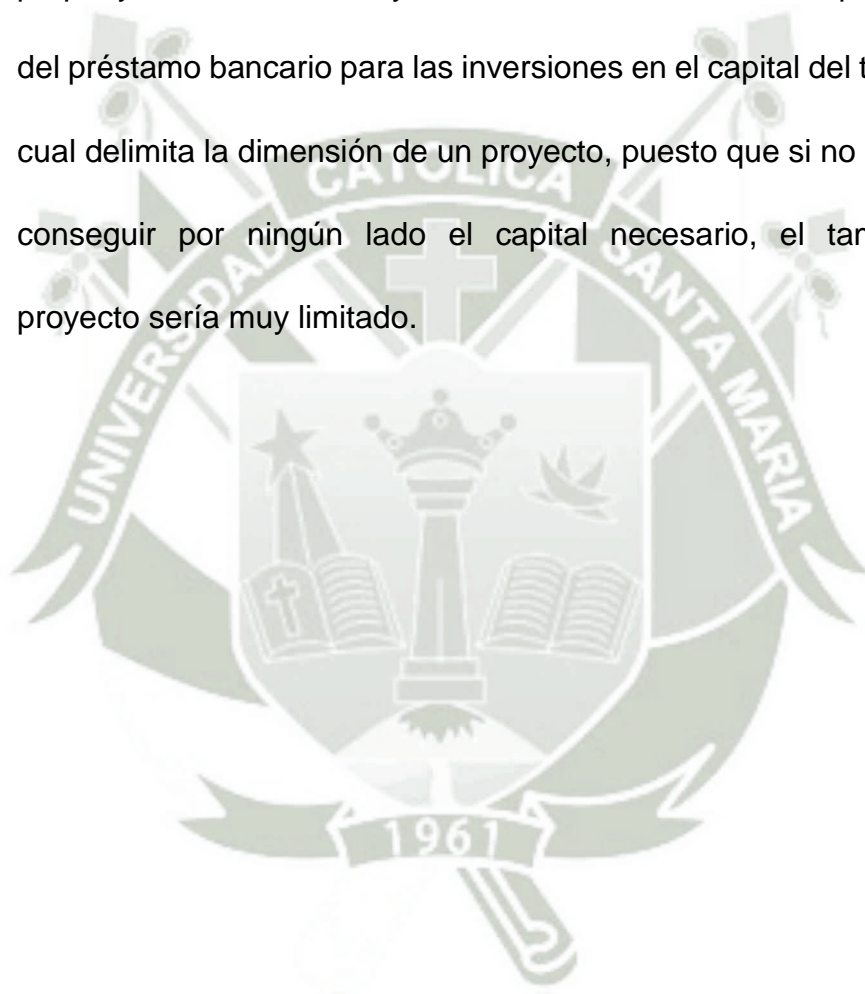 del préstamo bancario para las inversiones en el capital del
cual delimita la dimensión de un proyecto, puesto que si no
conseguir por ningún lado el capital necesario, el
proyecto sería muy limitado.
UNIVERSIDAD CATOLICA SANTA MARIA
1961